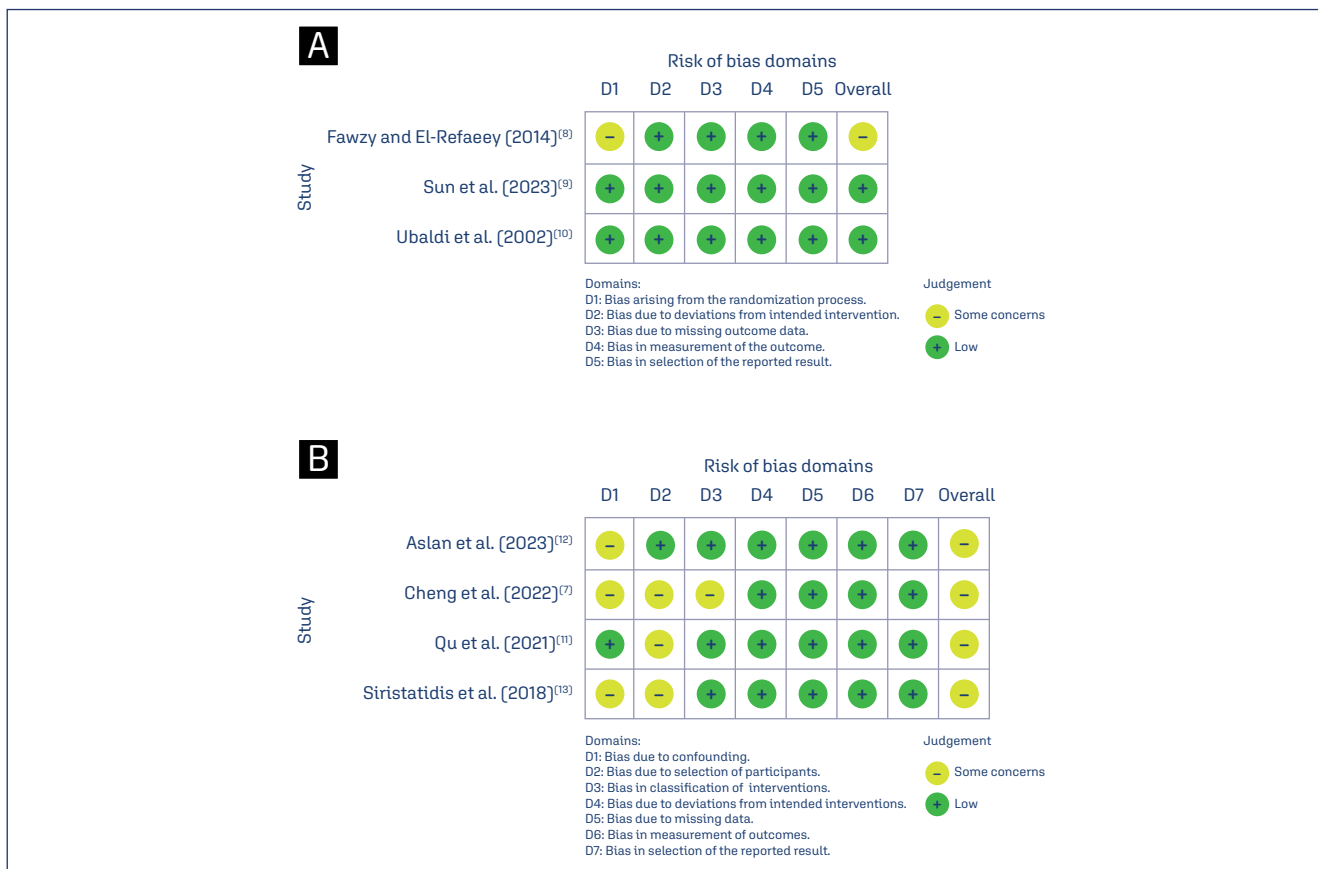 A
Risk of bias domains
D1 D2 D3 D4 D5 Overall
Study
Fawzy and El-Refaeey (2014)[8] − + + + + −
Sun et al. (2023)[9] + + + + + +
Ubaldi et al. (2002)[10] + + + + + +
Domains:
D1: Bias arising from the randomization process.
D2: Bias due to deviations from intended intervention.
D3: Bias due to missing outcome data.
D4: Bias in measurement of the outcome.
D5: Bias in selection of the reported result.
Judgement
− Some concerns
+ Low
B
Risk of bias domains
D1 D2 D3 D4 D5 D6 D7 Overall
Study
Aslan et al. (2023)[12] − + + + + + + −
Cheng et al. (2022)[7] − − − + + + + −
Qu et al. (2021)[11] + − + + + + + −
Siristatidis et al. (2018)[13] − − + + + + + −
Domains:
D1: Bias due to confounding.
D2: Bias due to selection of participants.
D3: Bias in classification of interventions.
D4: Bias due to deviations from intended interventions.
D5: Bias due to missing data.
D6: Bias in measurement of outcomes.
D7: Bias in selection of the reported result.
Judgement
− Some concerns
+ Low